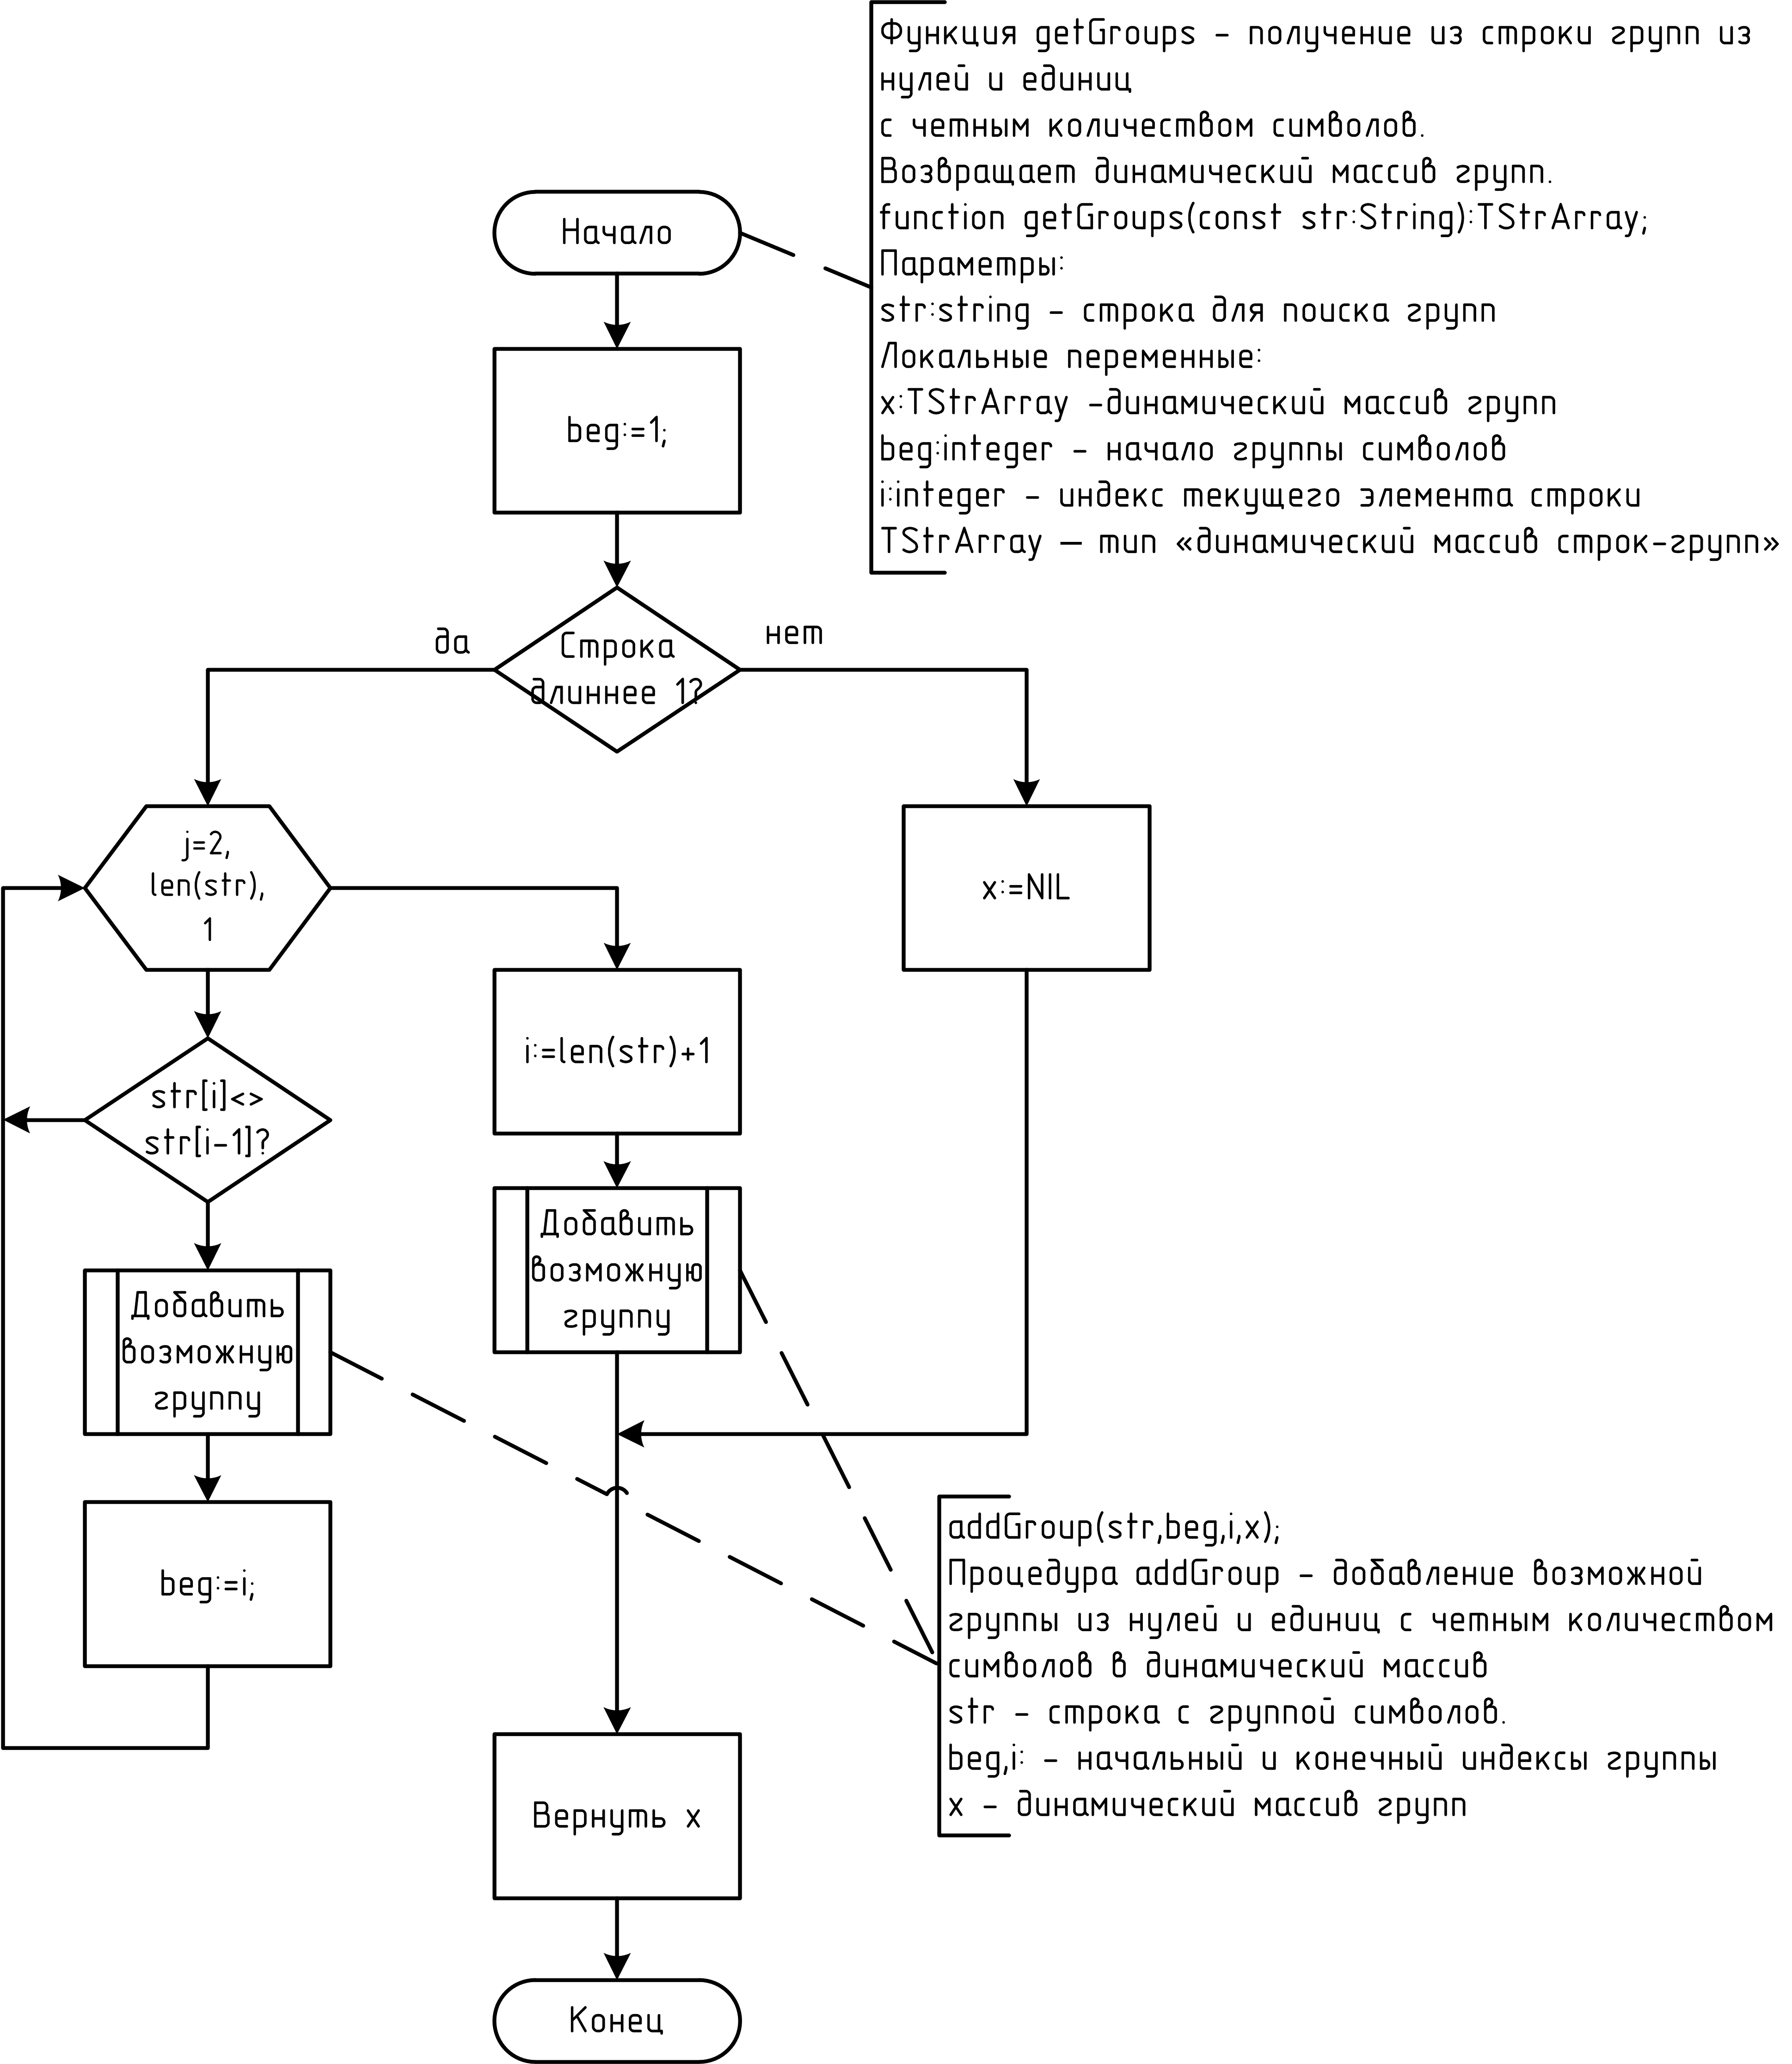 Функция getGroups - получение из строки групп из
нулей и единиц
с четным количеством символов.
Возвращает динамический массив групп.
function getGroups(const str:String):TStrArray;
Параметры:
str:string - строка для поиска групп
Локальные переменные:
x:TStrArray -динамический массив групп
beg:integer - начало группы символов
i:integer - индекс текущего элемента строки
TStrArray — тип «динамический массив строк-групп»
Начало
beg:=1;
Строка
длиннее 1?
да
нет
j=2,
len(str),
1
x:=NIL
i:=len(str)+1
str[i]<>
str[i-1]?
Добавить
возможную
группу
Добавить
возможную
группу
beg:=i;
addGroup(str,beg,i,x);
Процедура addGroup - добавление возможной
группы из нулей и единиц с четным количеством
символов в динамический массив
str - строка с группой символов.
beg,i: - начальный и конечный индексы группы
x - динамический массив групп
Вернуть x
Конец